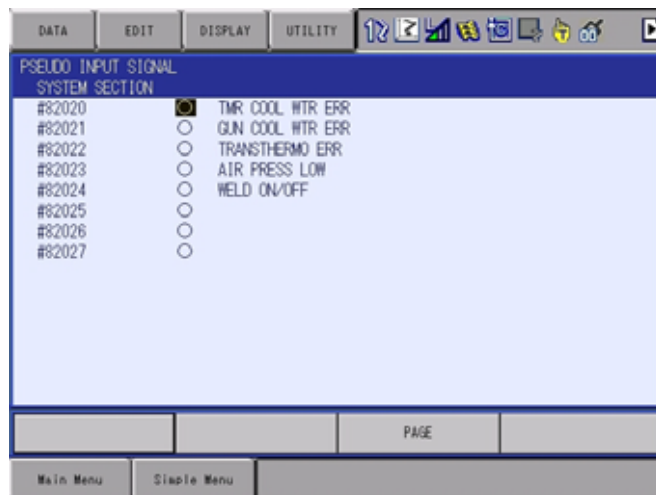 DATA EDIT DISPLAY UTILITY
PSEUDO INPUT SIGNAL
SYSTEM SECTION
#82020 TMR COOL WTR ERR
#82021 GUN COOL WTR ERR
#82022 TRANSTHERMO ERR
#82023 AIR PRESS LOW
#82024 WELD ON/OFF
#82025
#82026
#82027
PAGE
Main Menu Simple Menu